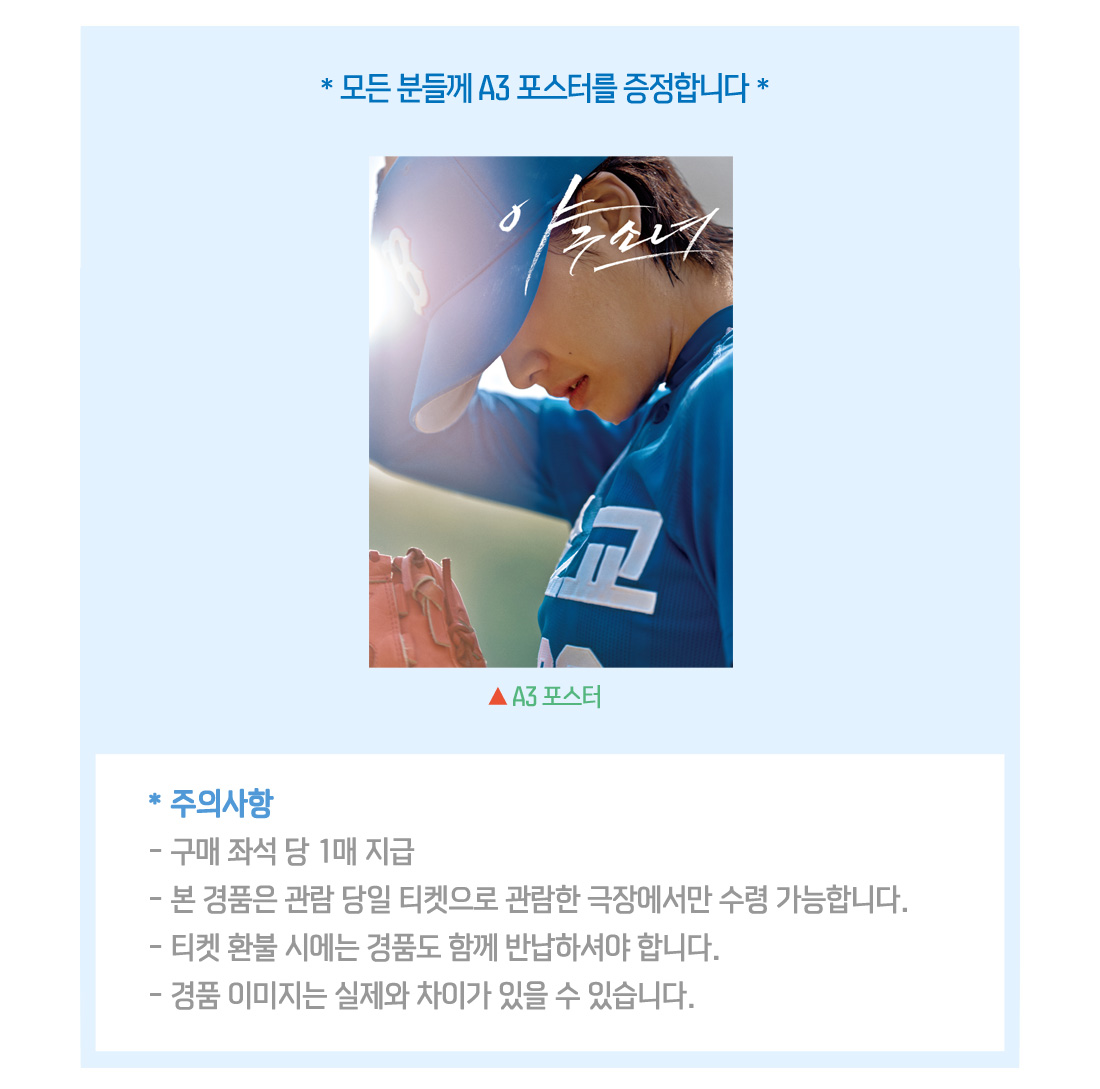 * 모든 분들께 A3 포스터를 증정합니다 *
야구소녀
B
고
▲ A3 포스터
* 주의사항
- 구매 좌석 당 1매 지급
- 본 경품은 관람 당일 티켓으로 관람한 극장에서만 수령 가능합니다.
- 티켓 환불 시에는 경품도 함께 반납하셔야 합니다.
- 경품 이미지는 실제와 차이가 있을 수 있습니다.